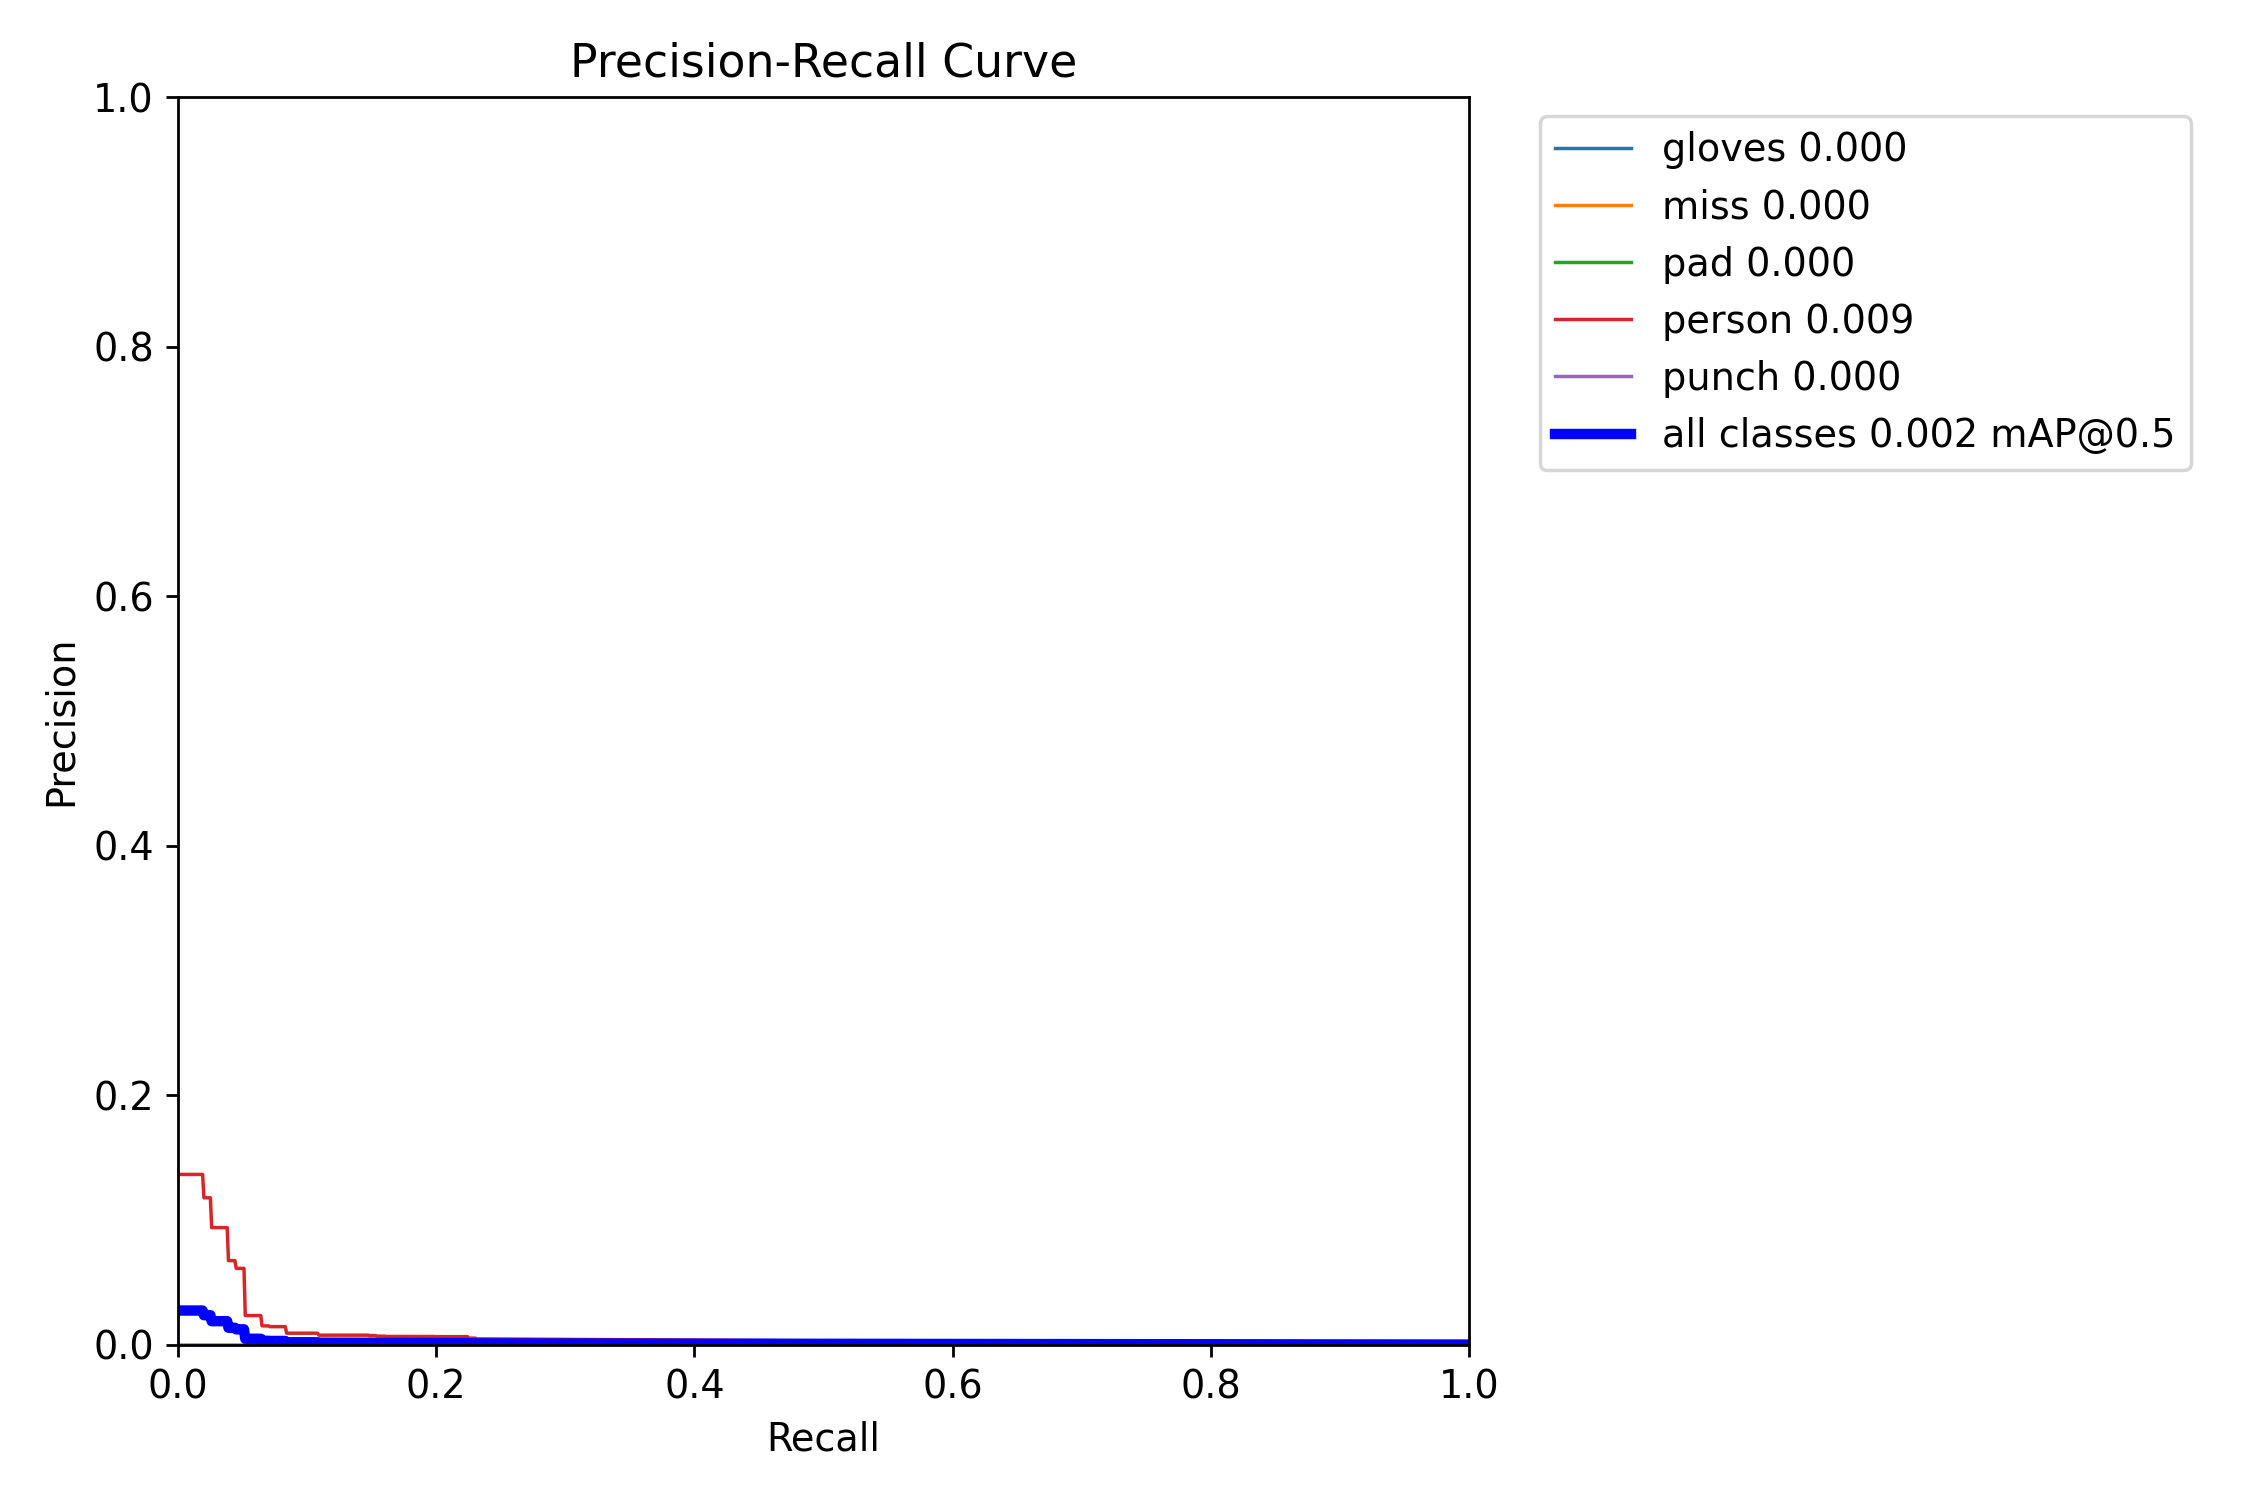 Precision-Recall Curve
1.0
0.8
0.6
0.4
0.2
0.0
Precision
0.0 0.2 0.4 0.6 0.8 1.0
Recall
gloves 0.000
miss 0.000
pad 0.000
person 0.009
punch 0.000
all classes 0.002 mAP@0.5